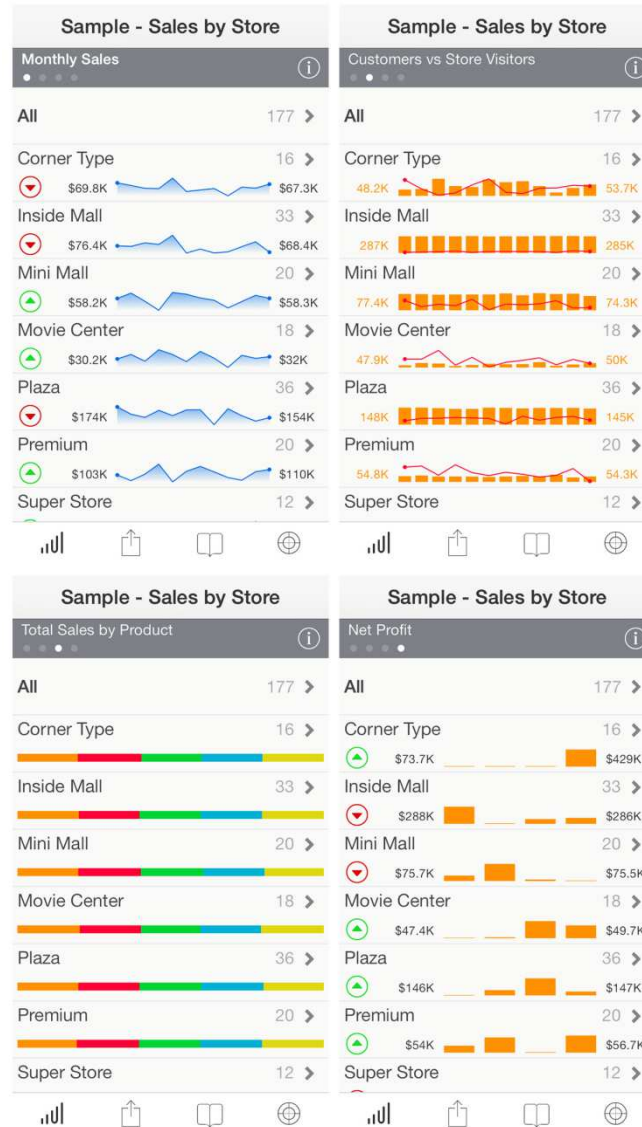 Sample - Sales by Store
Monthly Sales
All 177
Corner Type 16
$69.8K $67.3K
Inside Mall 33
$76.4K $68.4K
Mini Mall 20
$58.2K $58.3K
Movie Center 18
$30.2K $32K
Plaza 36
$174K $154K
Premium 20
$103K $110K
Super Store 12
Sample - Sales by Store
Customers vs Store Visitors
All 177
Corner Type 16
48.2K 53.7K
Inside Mall 33
287K 285K
Mini Mall 20
77.4K 74.3K
Movie Center 18
47.9K 50K
Plaza 36
148K 145K
Premium 20
54.8K 54.3K
Super Store 12
Sample - Sales by Store
Total Sales by Product
All 177
Corner Type 16
Inside Mall 33
Mini Mall 20
Movie Center 18
Plaza 36
Premium 20
Super Store 12
Sample - Sales by Store
Net Profit
All 177
Corner Type 16
$73.7K $429K
Inside Mall 33
$288K $286K
Mini Mall 20
$75.7K $75.5K
Movie Center 18
$47.4K $49.7K
Plaza 36
$146K $147K
Premium 20
$54K $56.7K
Super Store 12